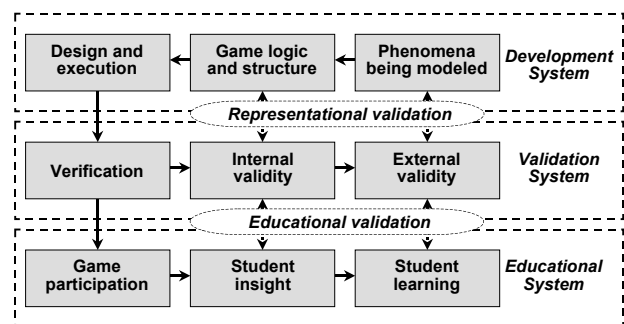 Design and
execution
Game logic
and structure
Phenomena
being modeled
Development
System
Representational validation
Verification
Internal
validity
External
validity
Validation
System
Educational validation
Game
participation
Student
insight
Student
learning
Educational
System